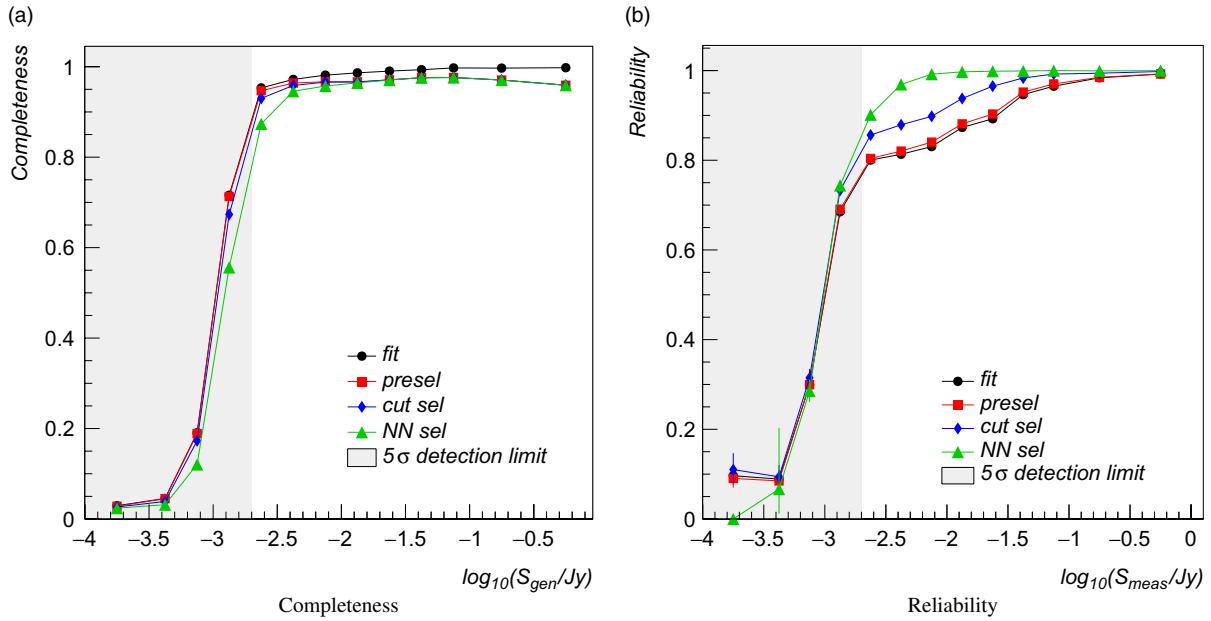 (a)
Completeness
1
0.8
0.6
0.4
0.2
0
−4 −3.5 −3 −2.5 −2 −1.5 −1 −0.5
log10(Sgen/Jy)
fit
presel
cut sel
NN sel
5σ detection limit
Completeness
(b)
Reliability
1
0.8
0.6
0.4
0.2
0
−4 −3.5 −3 −2.5 −2 −1.5 −1 −0.5 0
log10(Smeas/Jy)
fit
presel
cut sel
NN sel
5σ detection limit
Reliability